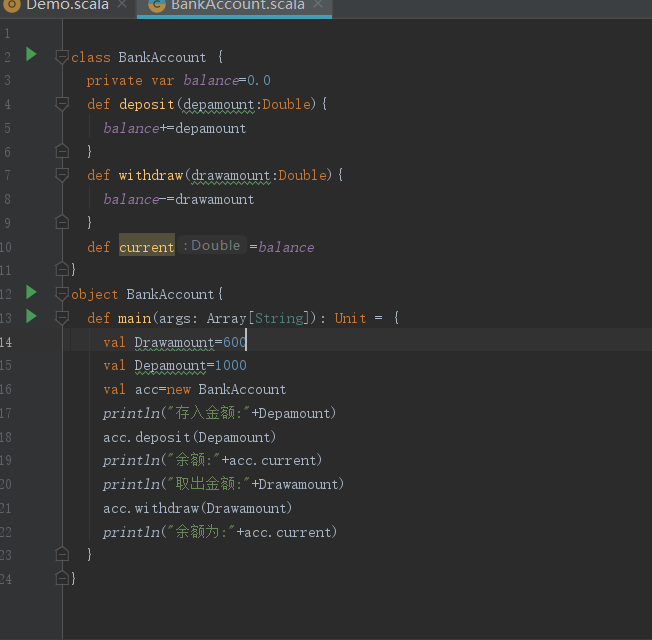 Demo.scala × BankAccount.scala ×
1
2 class BankAccount {
3 private var balance=0.0
4 def deposit(depamount:Double){
5 balance+=depamount
6 }
7 def withdraw(drawamount:Double){
8 balance-=drawamount
9 }
10 def current : Double =balance
11 }
12 object BankAccount{
13 def main(args: Array[String]): Unit = {
14 val Drawamount=600
15 val Depamount=1000
16 val acc=new BankAccount
17 println("存入金额:"+Depamount)
18 acc.deposit(Depamount)
19 println("余额:"+acc.current)
20 println("取出金额:"+Drawamount)
21 acc.withdraw(Drawamount)
22 println("余额为:"+acc.current)
23 }
24 }